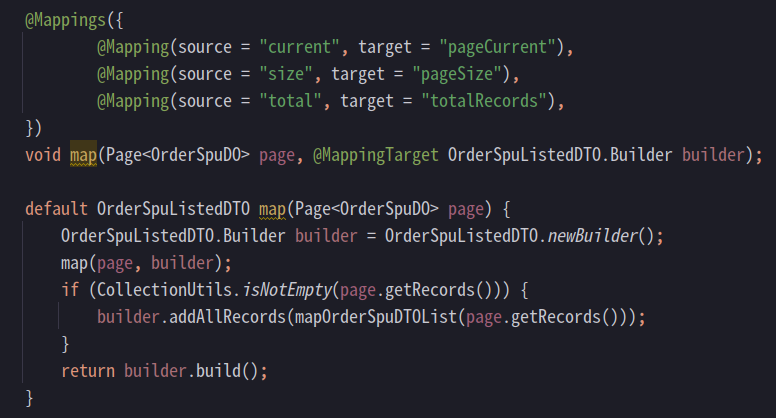 @Mappings({
        @Mapping(source = "current", target = "pageCurrent"),
        @Mapping(source = "size", target = "pageSize"),
        @Mapping(source = "total", target = "totalRecords"),
})
void map(Page<OrderSpuDO> page, @MappingTarget OrderSpuListedDTO.Builder builder);

default OrderSpuListedDTO map(Page<OrderSpuDO> page) {
    OrderSpuListedDTO.Builder builder = OrderSpuListedDTO.newBuilder();
    map(page, builder);
    if (CollectionUtils.isNotEmpty(page.getRecords())) {
        builder.addAllRecords(mapOrderSpuDTOList(page.getRecords()));
    }
    return builder.build();
}